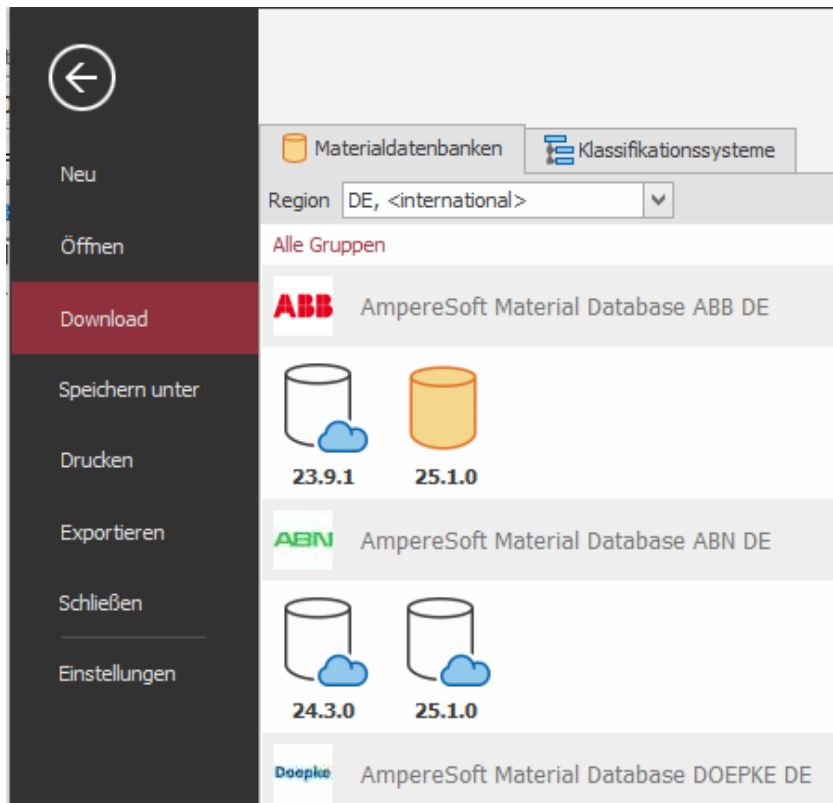 Neu
Öffnen
Download
Speichern unter
Drucken
Exportieren
Schließen
Einstellungen
Materialdatenbanken Klassifikationssysteme
Region DE, <international>
Alle Gruppen
ABB AmpereSoft Material Database ABB DE
23.9.1 25.1.0
ABN AmpereSoft Material Database ABN DE
24.3.0 25.1.0
Doepke AmpereSoft Material Database DOEPKE DE